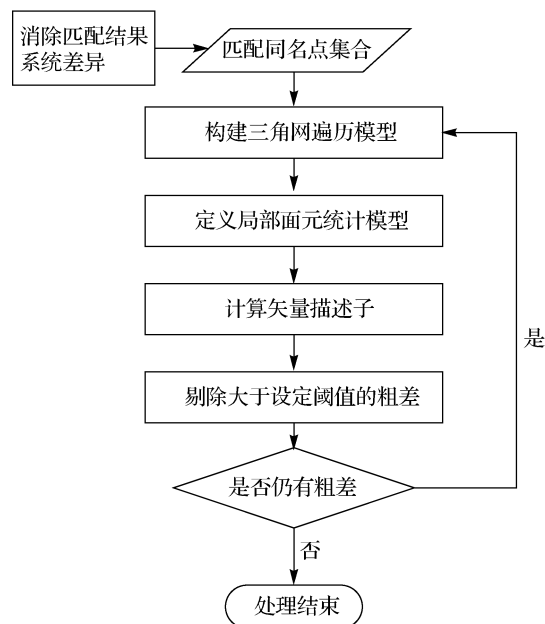 消除匹配结果
系统差异
匹配同名点集合
构建三角网遍历模型
定义局部面元统计模型
计算矢量描述子
剔除大于设定阈值的粗差
是
是否仍有粗差
否
处理结束